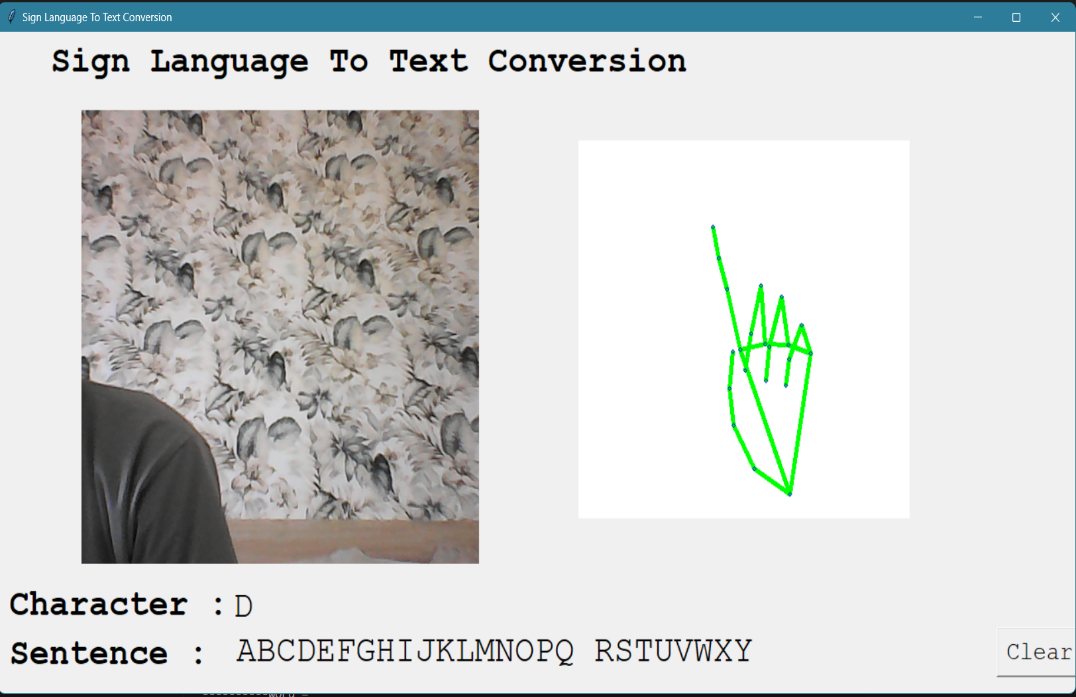 Sign Language To Text Conversion
Sign Language To Text Conversion
Character : D
Sentence : ABCDEFGHIJKLMNOPQ RSTUVWXY
Clear